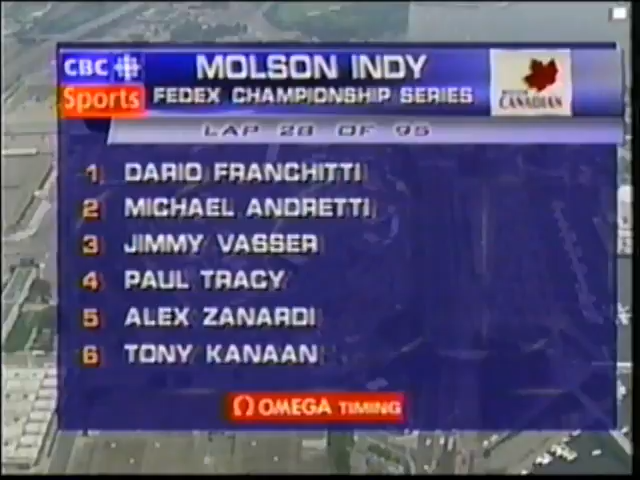 CBC
Sports
MOLSON INDY
FEDEX CHAMPIONSHIP SERIES
CANADIAN
LAP 28 OF 95
1 DARIO FRANCHITTI
2 MICHAEL ANDRETTI
3 JIMMY VASSER
4 PAUL TRACY
5 ALEX ZANARDI
6 TONY KANAAN
Ω OMEGA TIMING